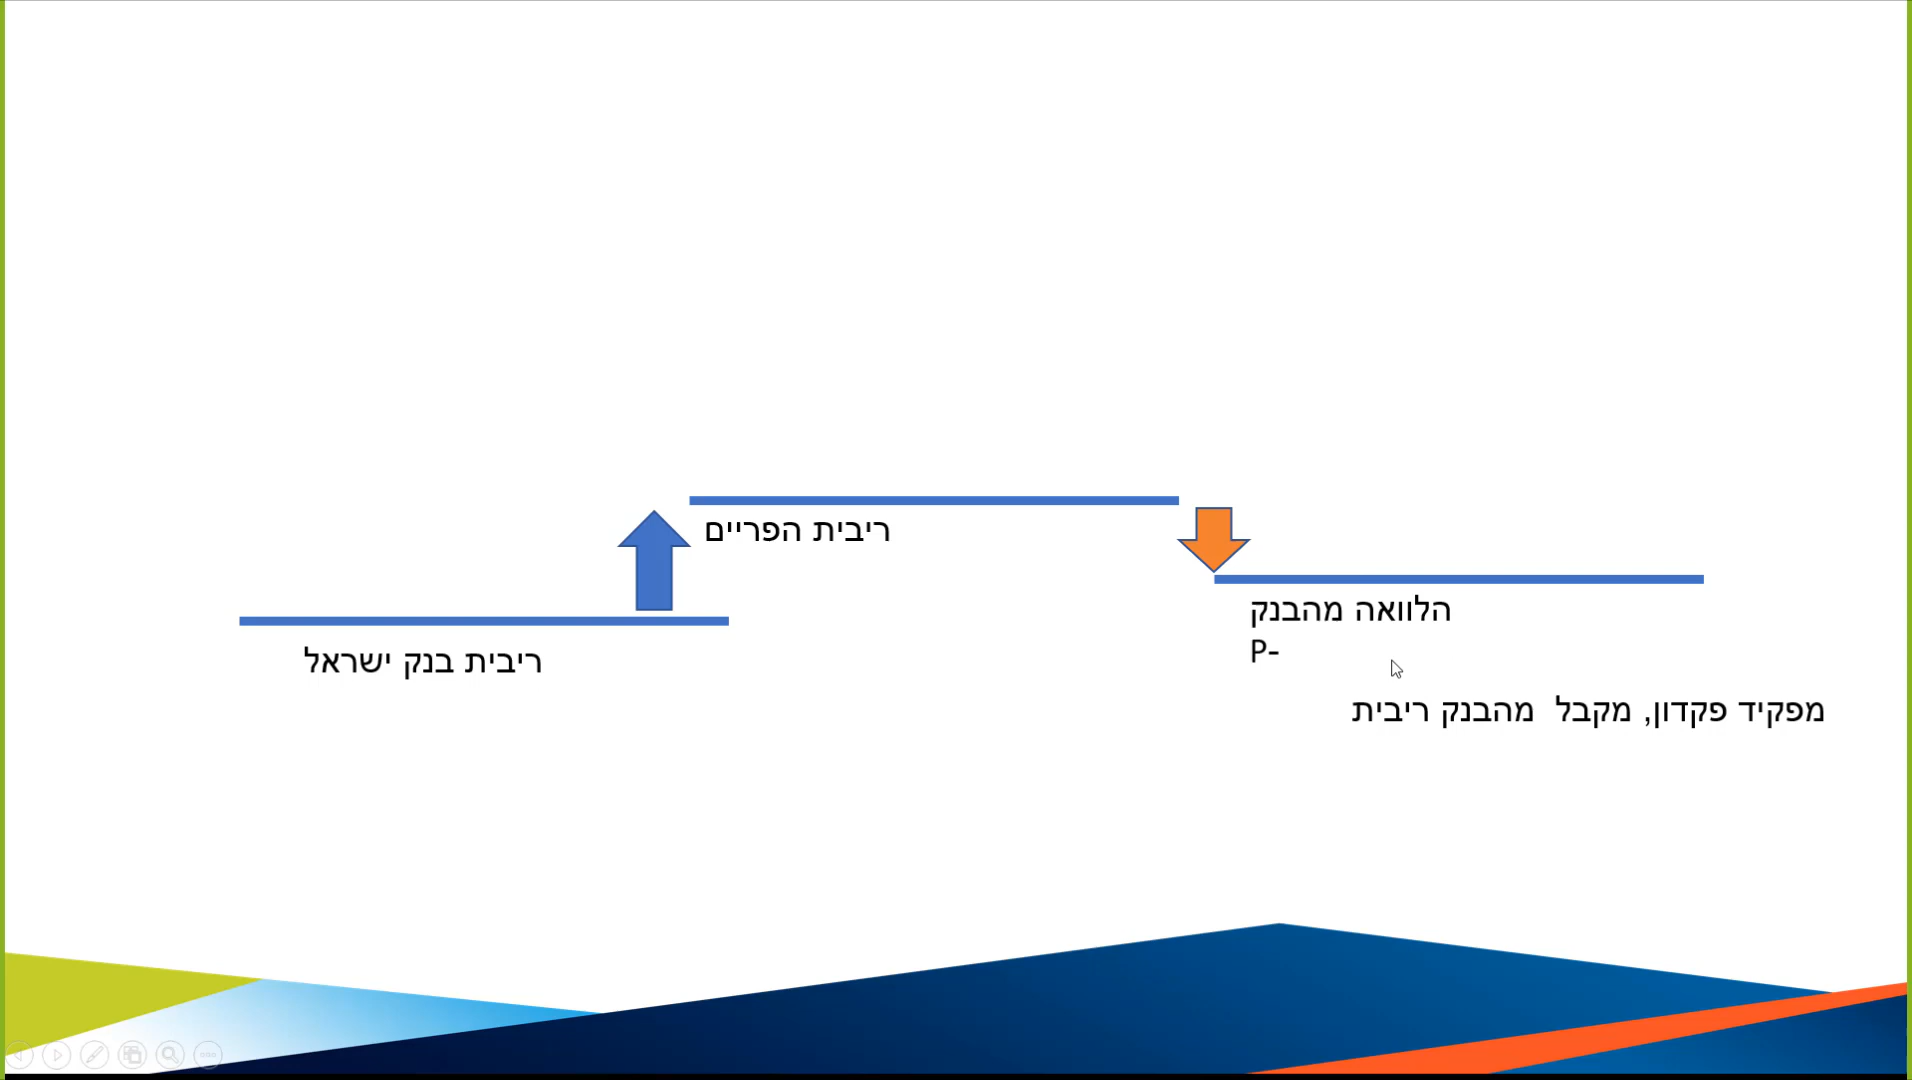 ריבית הפריים
הלוואה מהבנק
P-
ריבית בנק ישראל
מפקיד פקדון, מקבל  מהבנק ריבית